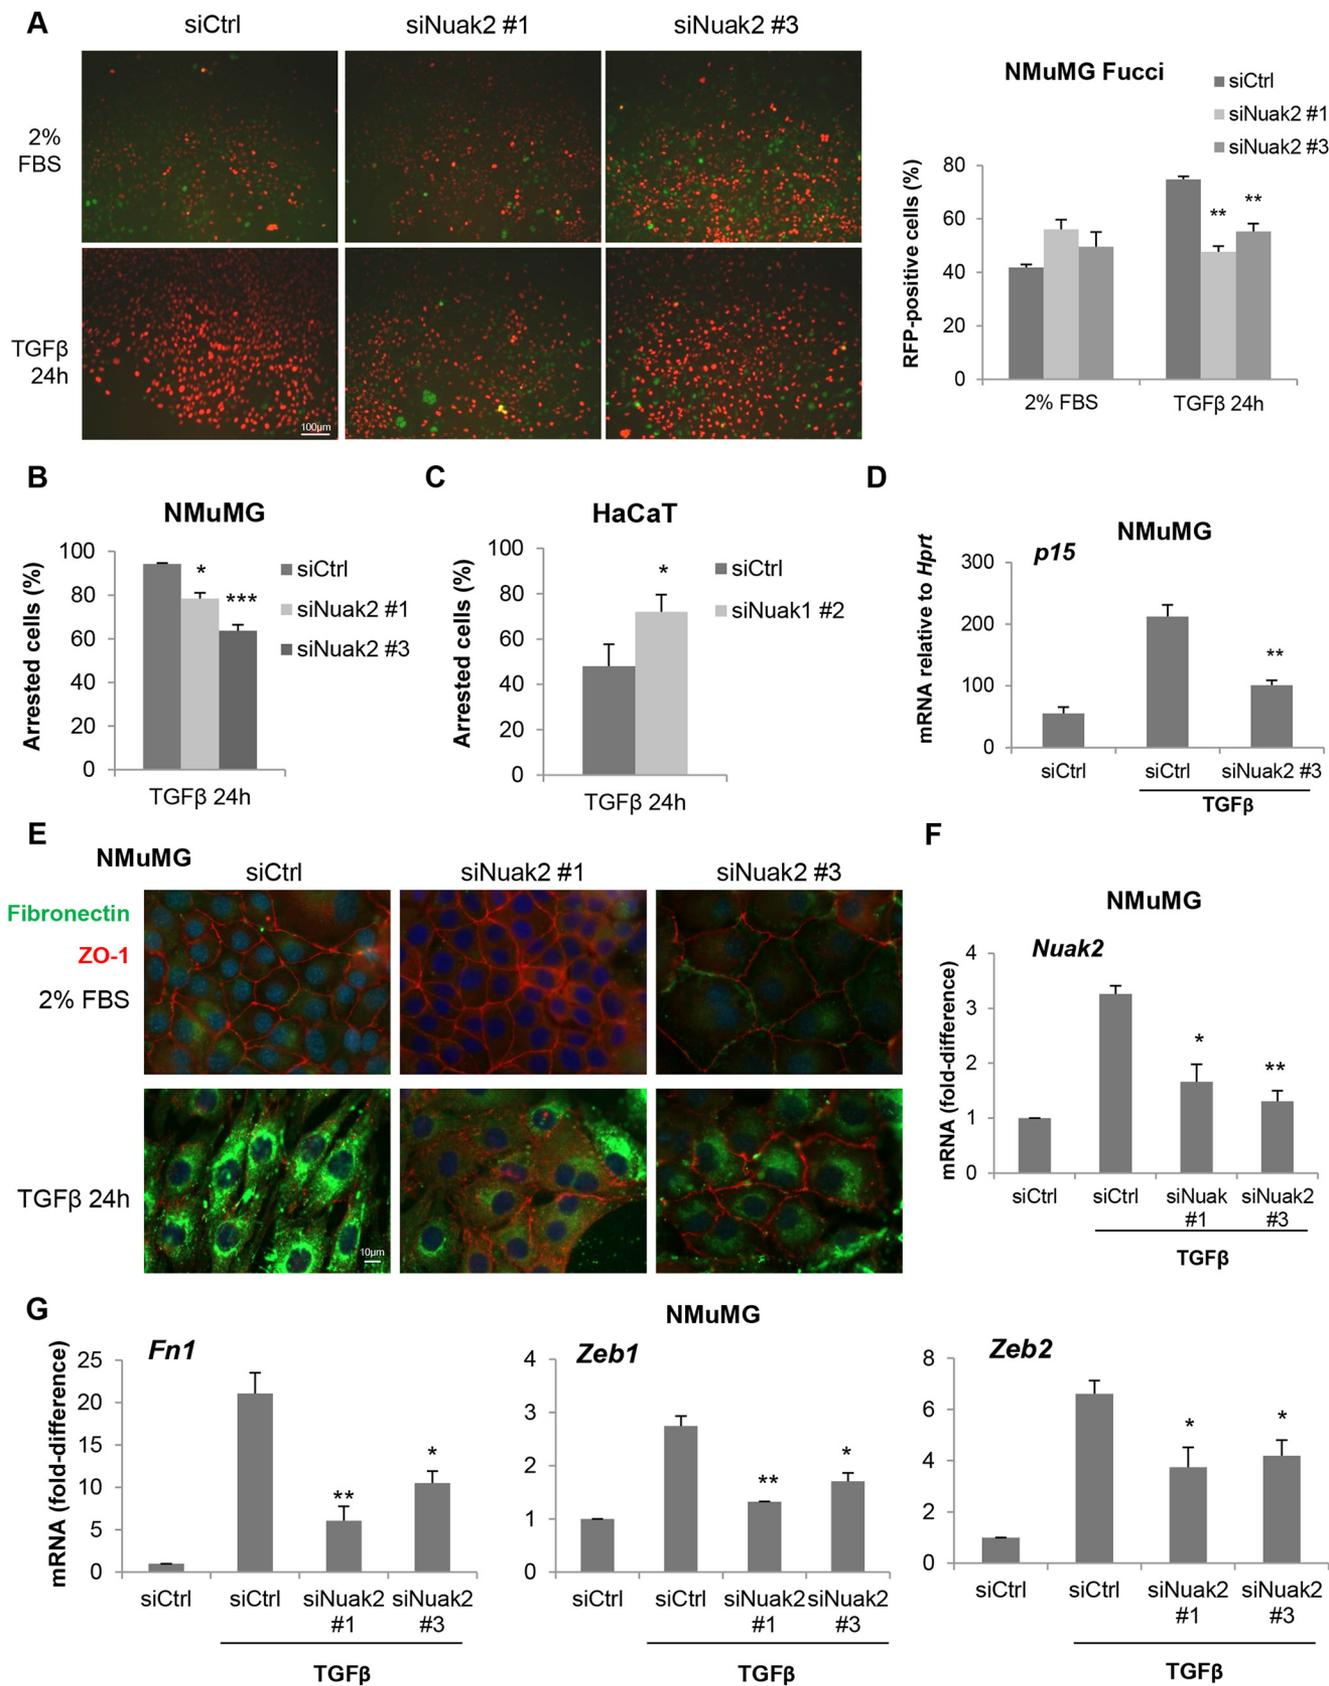 A
siCtrl
siNuak2 #1
siNuak2 #3
2%
FBS
TGFβ
24h
100µm
NMuMG Fucci
siCtrl
siNuak2 #1
siNuak2 #3
RFP-positive cells (%)
80
60
40
20
0
** **
2% FBS
TGFβ 24h
B
NMuMG
Arrested cells (%)
100
80
60
40
20
0
* ***
TGFβ 24h
siCtrl
siNuak2 #1
siNuak2 #3
C
HaCaT
Arrested cells (%)
100
80
60
40
20
0
*
TGFβ 24h
siCtrl
siNuak1 #2
D
NMuMG
p15
mRNA relative to Hprt
300
200
100
0
**
siCtrl siCtrl siNuak2 #3
TGFβ
E
NMuMG
siCtrl
siNuak2 #1
siNuak2 #3
Fibronectin
ZO-1
2% FBS
TGFβ 24h
10µm
F
NMuMG
Nuak2
mRNA (fold-difference)
4
3
2
1
0
* **
siCtrl siCtrl siNuak siNuak2
#1 #3
TGFβ
G
NMuMG
Fn1
mRNA (fold-difference)
25
20
15
10
5
0
** *
siCtrl siCtrl siNuak2 siNuak2
#1 #3
TGFβ
Zeb1
4
3
2
1
0
** *
siCtrl siCtrl siNuak2 siNuak2
#1 #3
TGFβ
Zeb2
8
6
4
2
0
* *
siCtrl siCtrl siNuak2 siNuak2
#1 #3
TGFβ